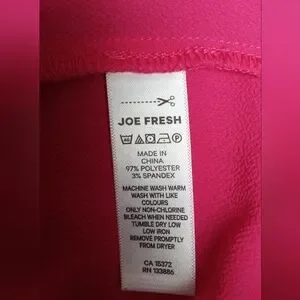 JOE FRESH
MADE IN
CHINA
97% POLYESTER
3% SPANDEX
MACHINE WASH WARM
WASH WITH LIKE
COLOURS
ONLY NON-CHLORINE
BLEACH WHEN NEEDED
TUMBLE DRY LOW
LOW IRON
REMOVE PROMPTLY
FROM DRYER
CA 15372
RN 133886